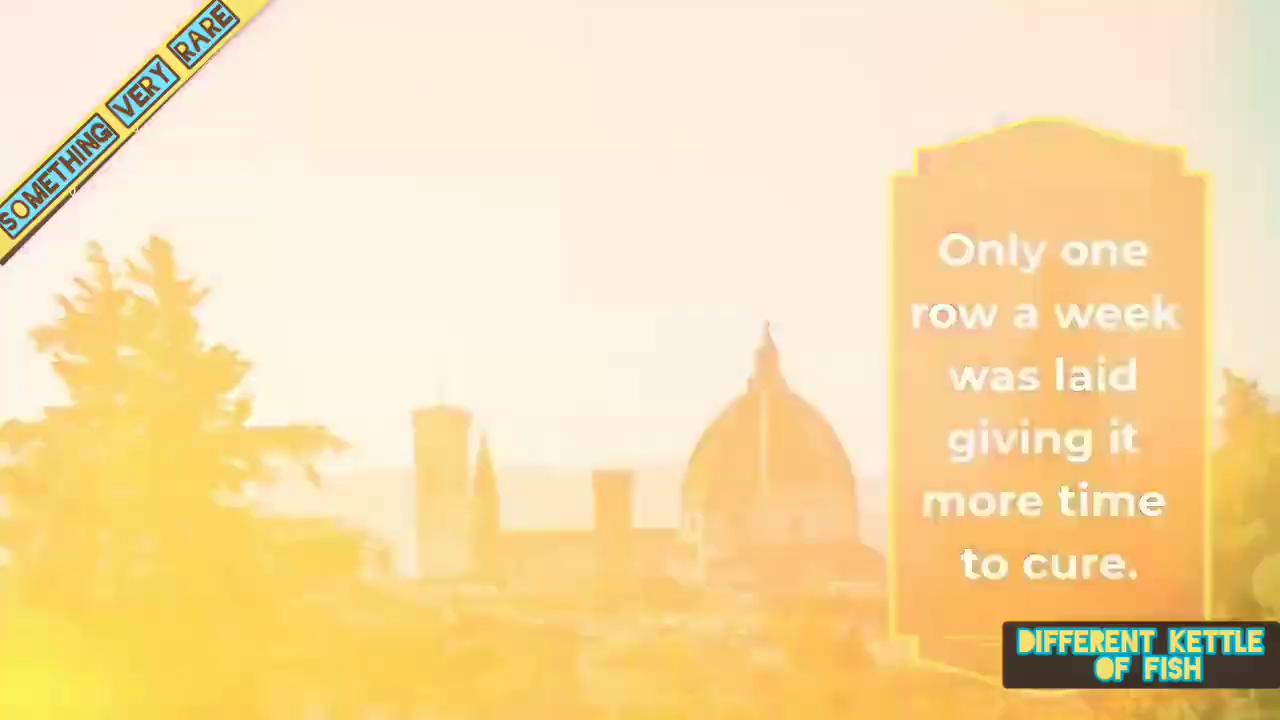 SOMETHING VERY RARE
Only one
row a week
was laid
giving it
more time
to cure.
DIFFERENT KETTLE
OF FISH